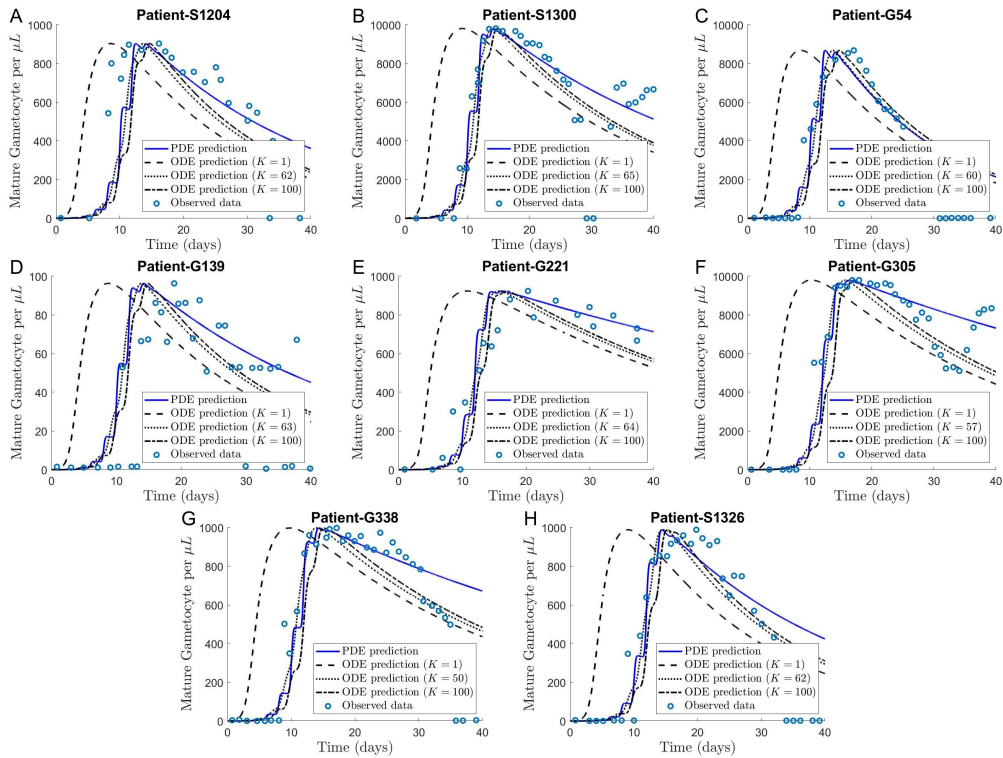 A
Patient-S1204
Mature Gametocyte per μL
1000
800
600
400
200
0
0 10 20 30 40
Time (days)
PDE prediction
ODE prediction (K = 1)
ODE prediction (K = 62)
ODE prediction (K = 100)
Observed data
B
Patient-S1300
Mature Gametocyte per μL
10000
8000
6000
4000
2000
0
0 10 20 30 40
Time (days)
PDE prediction
ODE prediction (K = 1)
ODE prediction (K = 65)
ODE prediction (K = 100)
Observed data
C
Patient-G54
Mature Gametocyte per μL
10000
8000
6000
4000
2000
0
0 10 20 30 40
Time (days)
PDE prediction
ODE prediction (K = 1)
ODE prediction (K = 60)
ODE prediction (K = 100)
Observed data
D
Patient-G139
Mature Gametocyte per μL
100
80
60
40
20
0
0 10 20 30 40
Time (days)
PDE prediction
ODE prediction (K = 1)
ODE prediction (K = 63)
ODE prediction (K = 100)
Observed data
E
Patient-G221
Mature Gametocyte per μL
1000
800
600
400
200
0
0 10 20 30 40
Time (days)
PDE prediction
ODE prediction (K = 1)
ODE prediction (K = 64)
ODE prediction (K = 100)
Observed data
F
Patient-G305
Mature Gametocyte per μL
10000
8000
6000
4000
2000
0
0 10 20 30 40
Time (days)
PDE prediction
ODE prediction (K = 1)
ODE prediction (K = 57)
ODE prediction (K = 100)
Observed data
G
Patient-G338
Mature Gametocyte per μL
1000
800
600
400
200
0
0 10 20 30 40
Time (days)
PDE prediction
ODE prediction (K = 1)
ODE prediction (K = 50)
ODE prediction (K = 100)
Observed data
H
Patient-S1326
Mature Gametocyte per μL
1000
800
600
400
200
0
0 10 20 30 40
Time (days)
PDE prediction
ODE prediction (K = 1)
ODE prediction (K = 62)
ODE prediction (K = 100)
Observed data